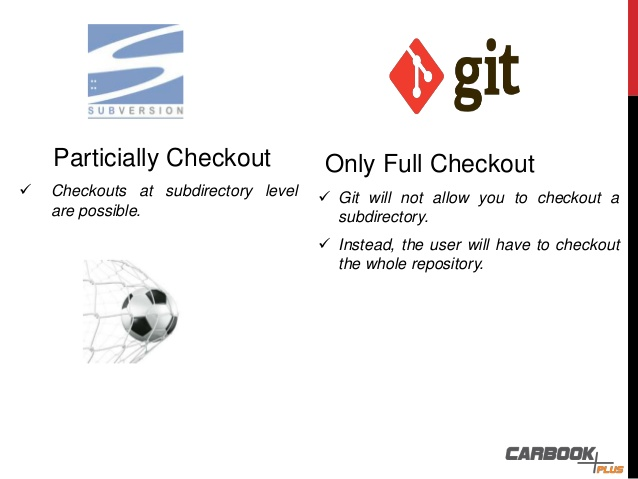 SUBVERSION
git
Particially Checkout
✓ Checkouts at subdirectory level
are possible.
Only Full Checkout
✓ Git will not allow you to checkout a
subdirectory.
✓ Instead, the user will have to checkout
the whole repository.
CARBOOK
PLUS